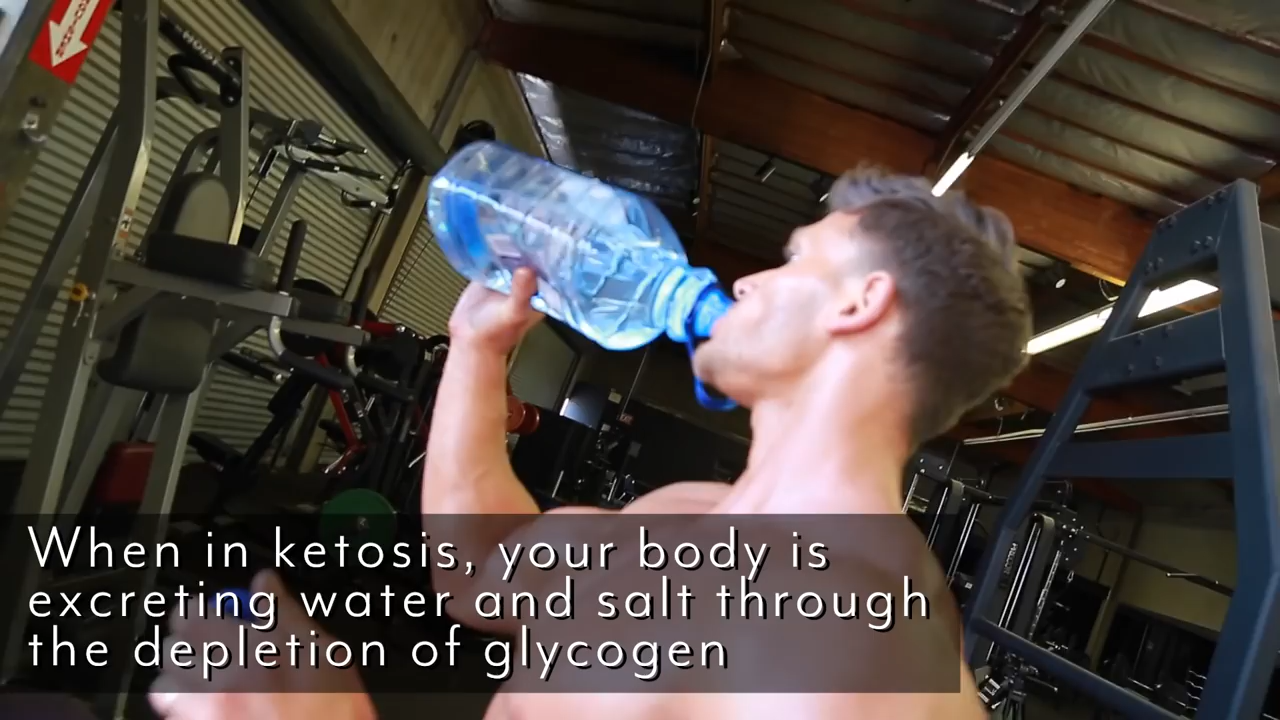 When in ketosis, your body is
excreting water and salt through
the depletion of glycogen